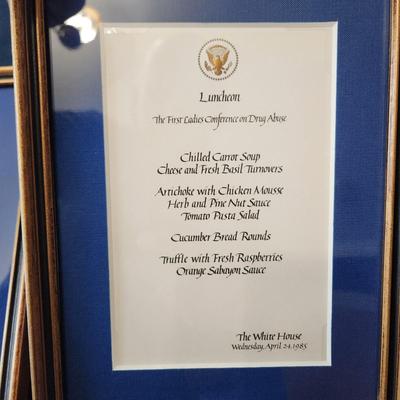 Luncheon
The First Ladies Conference on Drug Abuse
Chilled Carrot Soup
Cheese and Fresh Basil Turnovers
Artichoke with Chicken Mousse
Herb and Pine Nut Sauce
Tomato Pasta Salad
Cucumber Bread Rounds
Truffle with Fresh Raspberries
Orange Sabayon Sauce
The White House
Wednesday, April 24, 1985